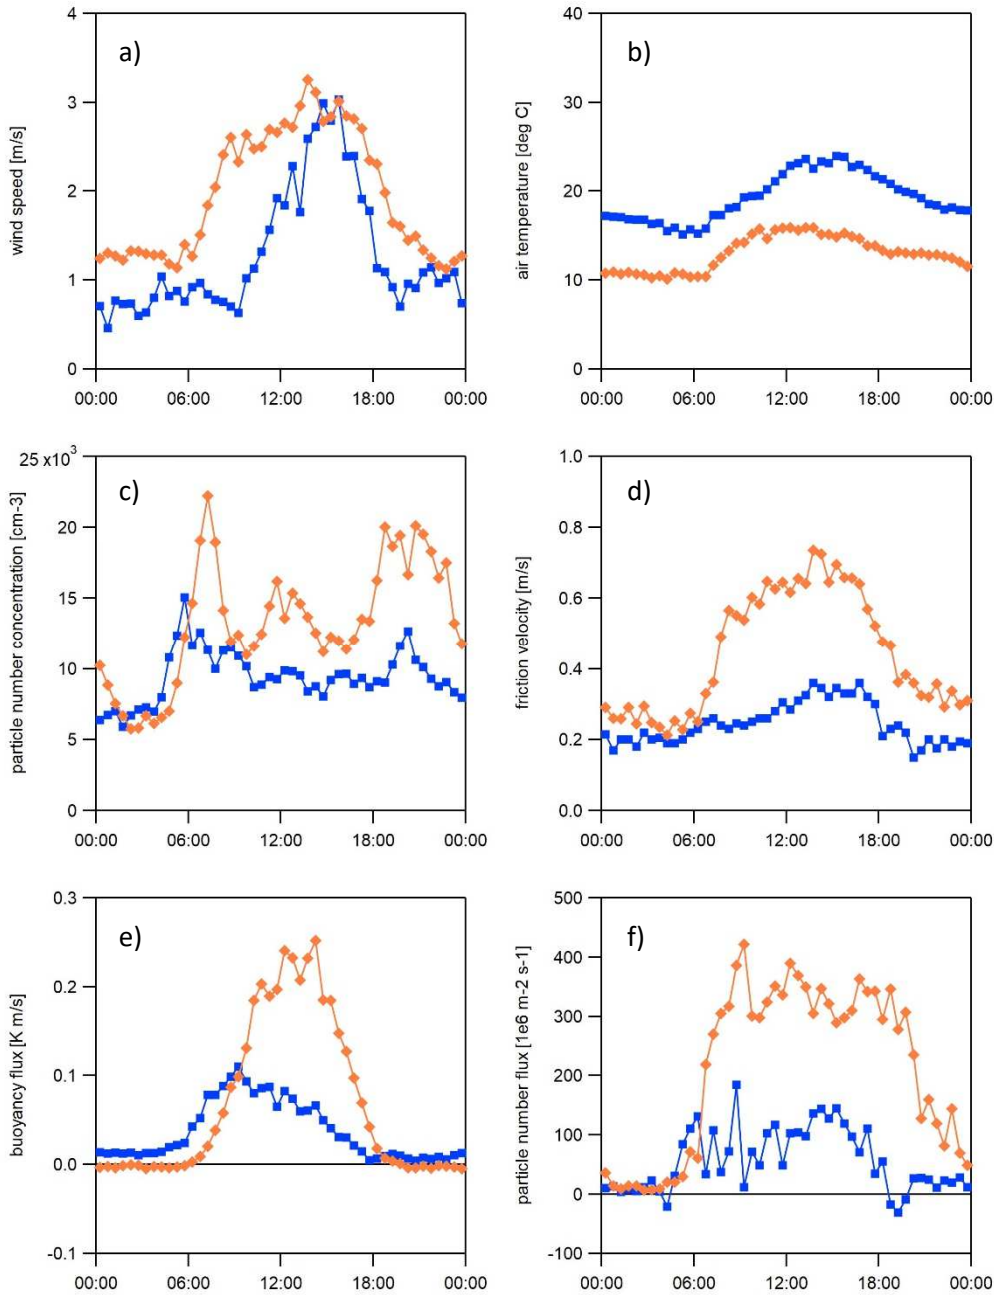 a)
wind speed [m/s]
4
3
2
1
0
00:00 06:00 12:00 18:00 00:00
b)
air temperature [deg C]
40
30
20
10
0
00:00 06:00 12:00 18:00 00:00
c)
particle number concentration [cm-3]
25 x10³
20
15
10
5
0
00:00 06:00 12:00 18:00 00:00
d)
friction velocity [m/s]
1.0
0.8
0.6
0.4
0.2
0.0
00:00 06:00 12:00 18:00 00:00
e)
buoyancy flux [K m/s]
0.3
0.2
0.1
0.0
-0.1
00:00 06:00 12:00 18:00 00:00
f)
particle number flux [1e6 m-2 s-1]
500
400
300
200
100
0
-100
00:00 06:00 12:00 18:00 00:00